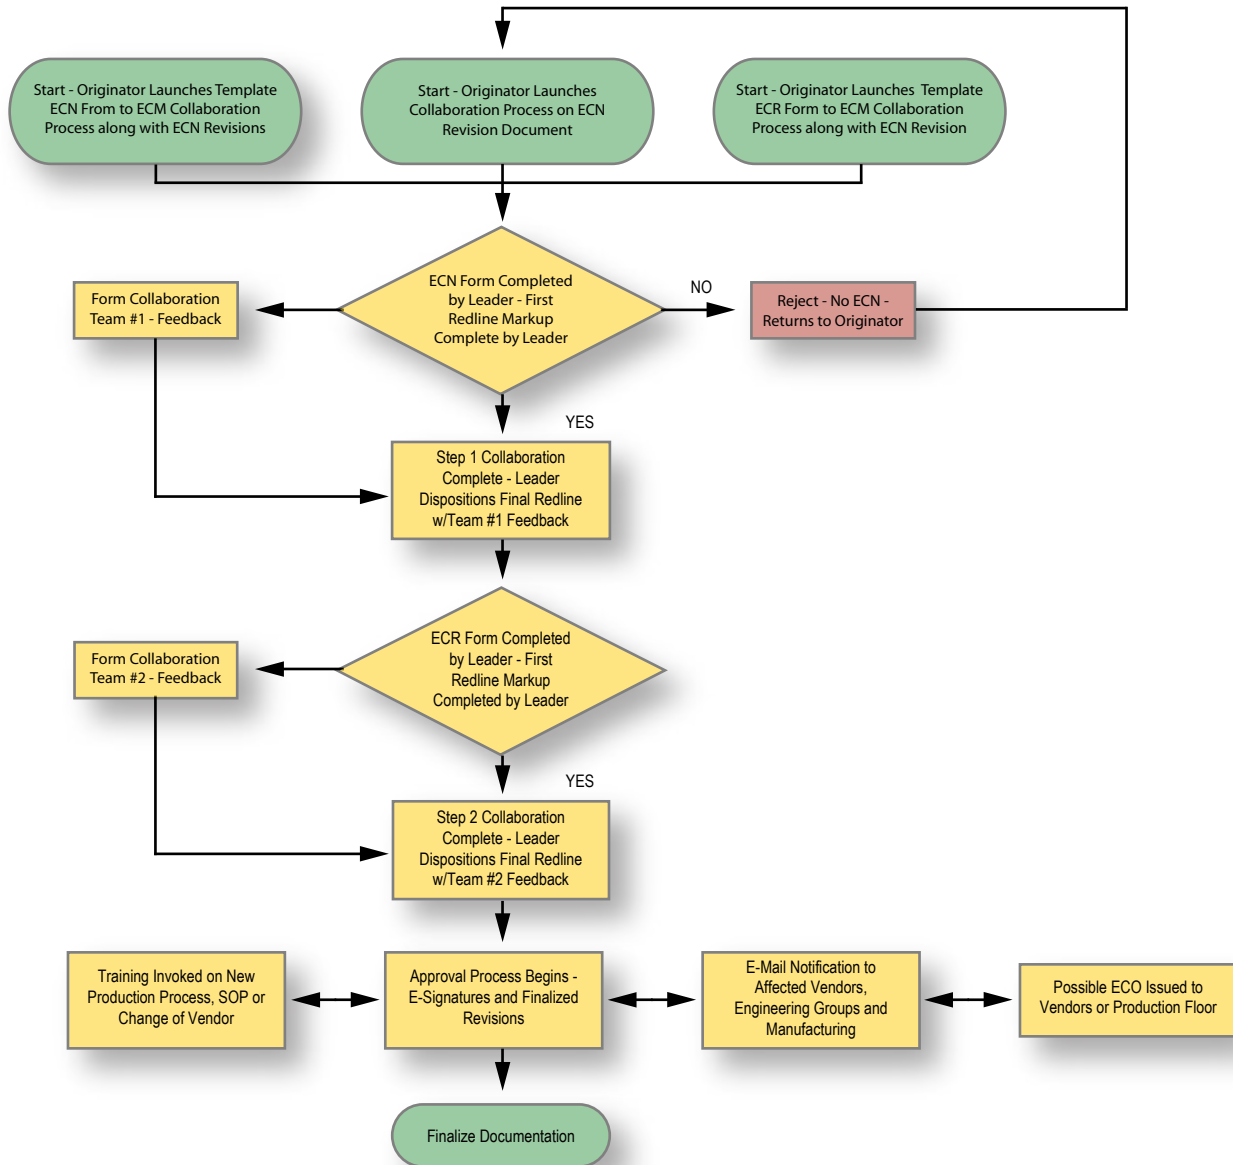 Start - Originator Launches Template
ECN From to ECM Collaboration
Process along with ECN Revisions
Start - Originator Launches
Collaboration Process on ECN
Revision Document
Start - Originator Launches  Template
ECR Form to ECM Collaboration
Process along with ECN Revision
ECN Form Completed
by Leader - First
Redline Markup
Complete by Leader
Form Collaboration
Team #1 - Feedback
NO
Reject - No ECN -
Returns to Originator
YES
Step 1 Collaboration
Complete - Leader
Dispositions Final Redline
w/Team #1 Feedback
ECR Form Completed
by Leader - First
Redline Markup
Completed by Leader
Form Collaboration
Team #2 - Feedback
YES
Step 2 Collaboration
Complete - Leader
Dispositions Final Redline
w/Team #2 Feedback
Training Invoked on New
Production Process, SOP or
Change of Vendor
Approval Process Begins -
E-Signatures and Finalized
Revisions
E-Mail Notification to
Affected Vendors,
Engineering Groups and
Manufacturing
Possible ECO Issued to
Vendors or Production Floor
Finalize Documentation